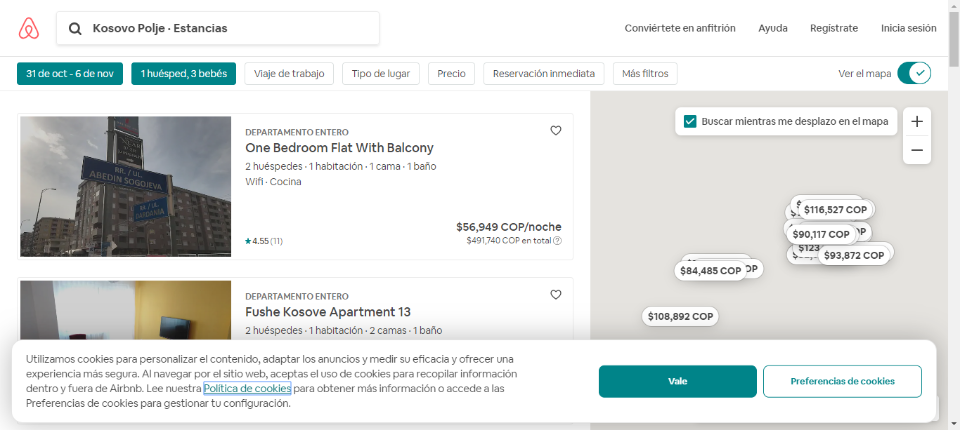 Kosovo Polje · Estancias
Conviértete en anfitrión
Ayuda
Regístrate
Inicia sesión
31 de oct - 6 de nov
1 huésped, 3 bebés
Viaje de trabajo
Tipo de lugar
Precio
Reservación inmediata
Más filtros
Ver el mapa
BR. / UL.
ABEDIN SOGOJEVA
BR. / UL.
DARDANIA
DEPARTAMENTO ENTERO
One Bedroom Flat With Balcony
2 huéspedes · 1 habitación · 1 cama · 1 baño
Wifi · Cocina
$56,949 COP/noche
4.55 (11)
$491,740 COP en total
DEPARTAMENTO ENTERO
Fushe Kosove Apartment 13
2 huéspedes · 1 habitación · 2 camas · 1 baño
Buscar mientras me desplazo en el mapa
$116,527 COP
$90,117 COP
$93,872 COP
$84,485 COP
$108,892 COP
Utilizamos cookies para personalizar el contenido, adaptar los anuncios y medir su eficacia y ofrecer una
experiencia más segura. Al navegar por el sitio web, aceptas el uso de cookies para recopilar información
dentro y fuera de Airbnb. Lee nuestra Política de cookies para obtener más información o accede a las
Preferencias de cookies para gestionar tu configuración.
Vale
Preferencias de cookies